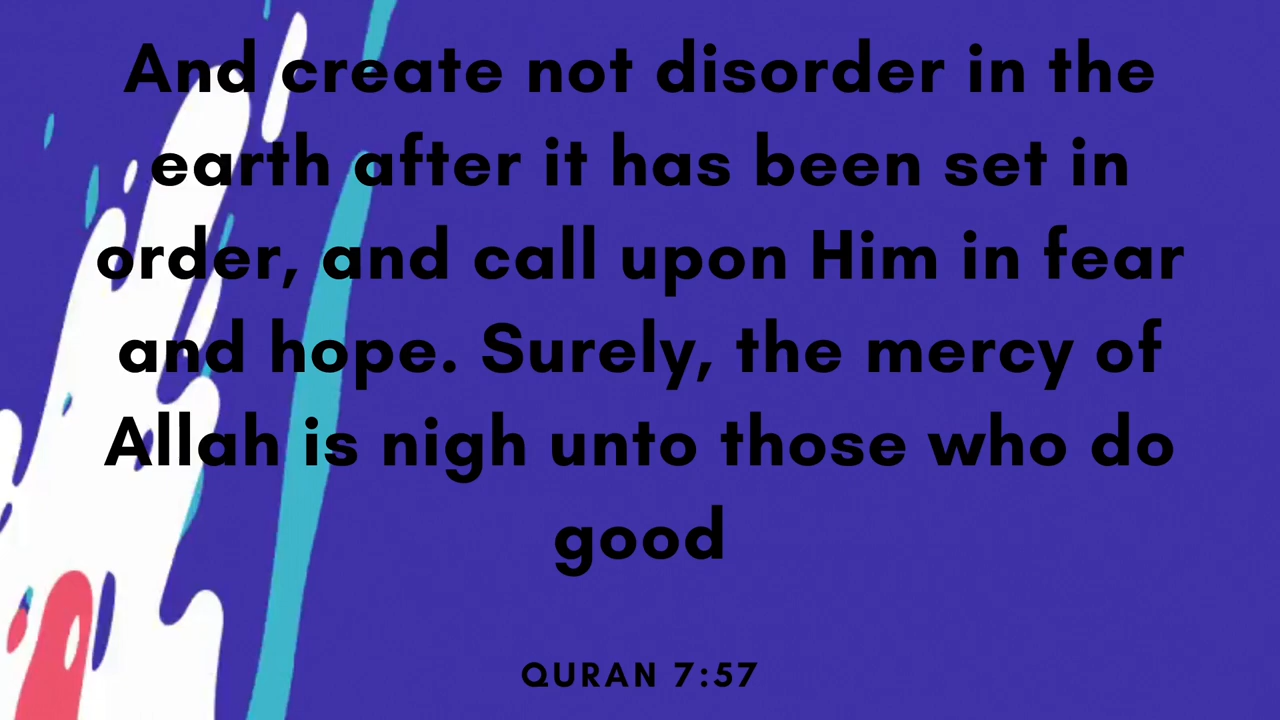 And create not disorder in the
earth after it has been set in
order, and call upon Him in fear
and hope. Surely, the mercy of
Allah is nigh unto those who do
good
QURAN 7:57